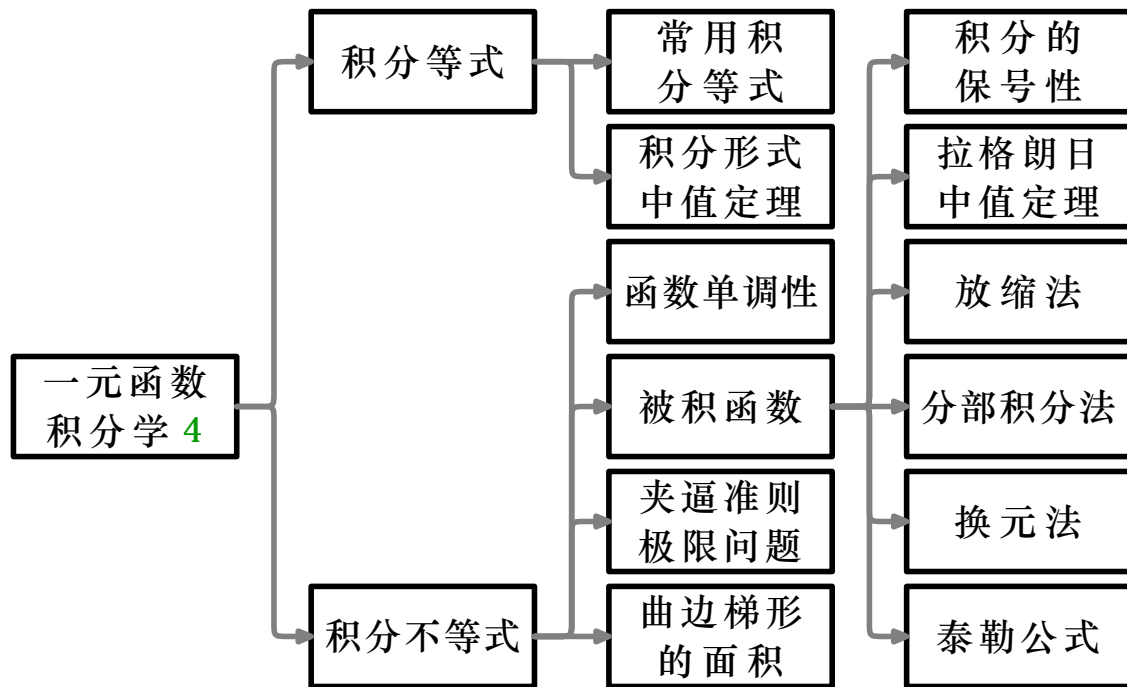 一元函数
积分学 4
积分等式
常用积
分等式
积分形式
中值定理
积分不等式
函数单调性
被积函数
夹逼准则
极限问题
曲边梯形
的面积
积分的
保号性
拉格朗日
中值定理
放缩法
分部积分法
换元法
泰勒公式